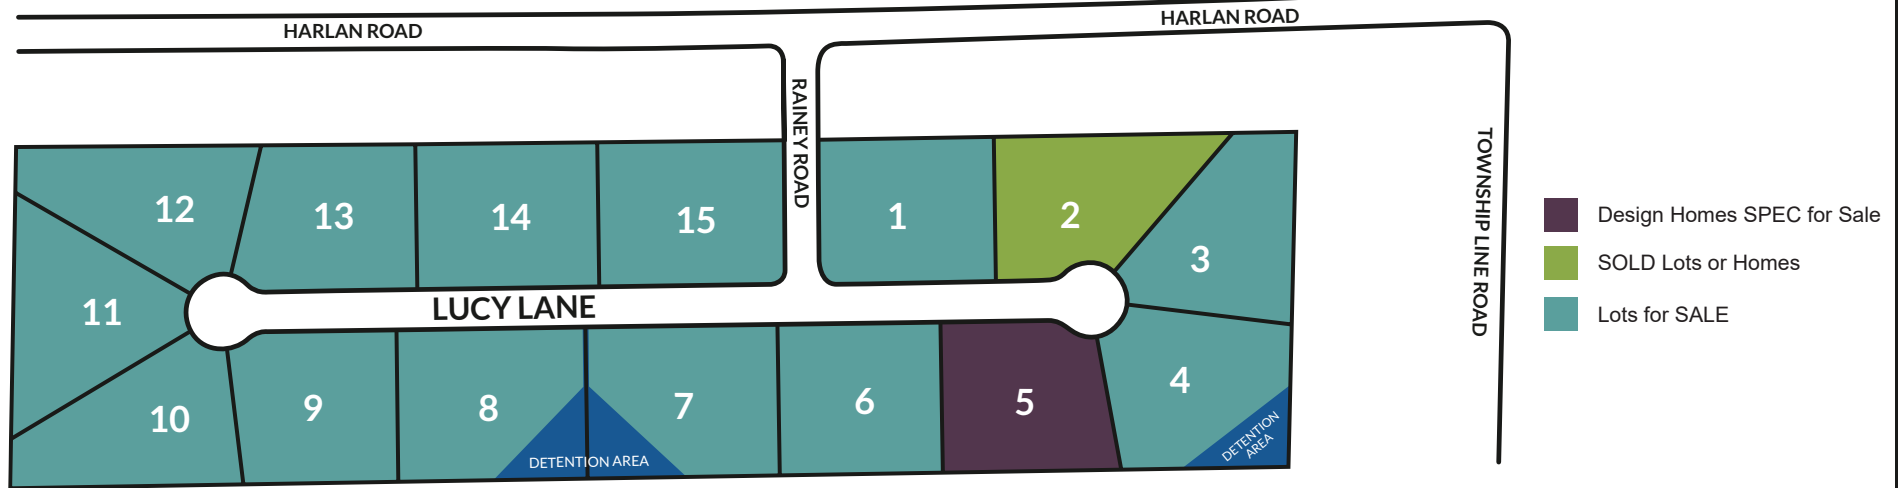 HARLAN ROAD
HARLAN ROAD
RAINEY ROAD
TOWNSHIP LINE ROAD
12
13
14
15
1
2
3
11
LUCY LANE
10
9
8
7
6
5
4
DETENTION AREA
DETENTION
AREA
Design Homes SPEC for Sale
SOLD Lots or Homes
Lots for SALE